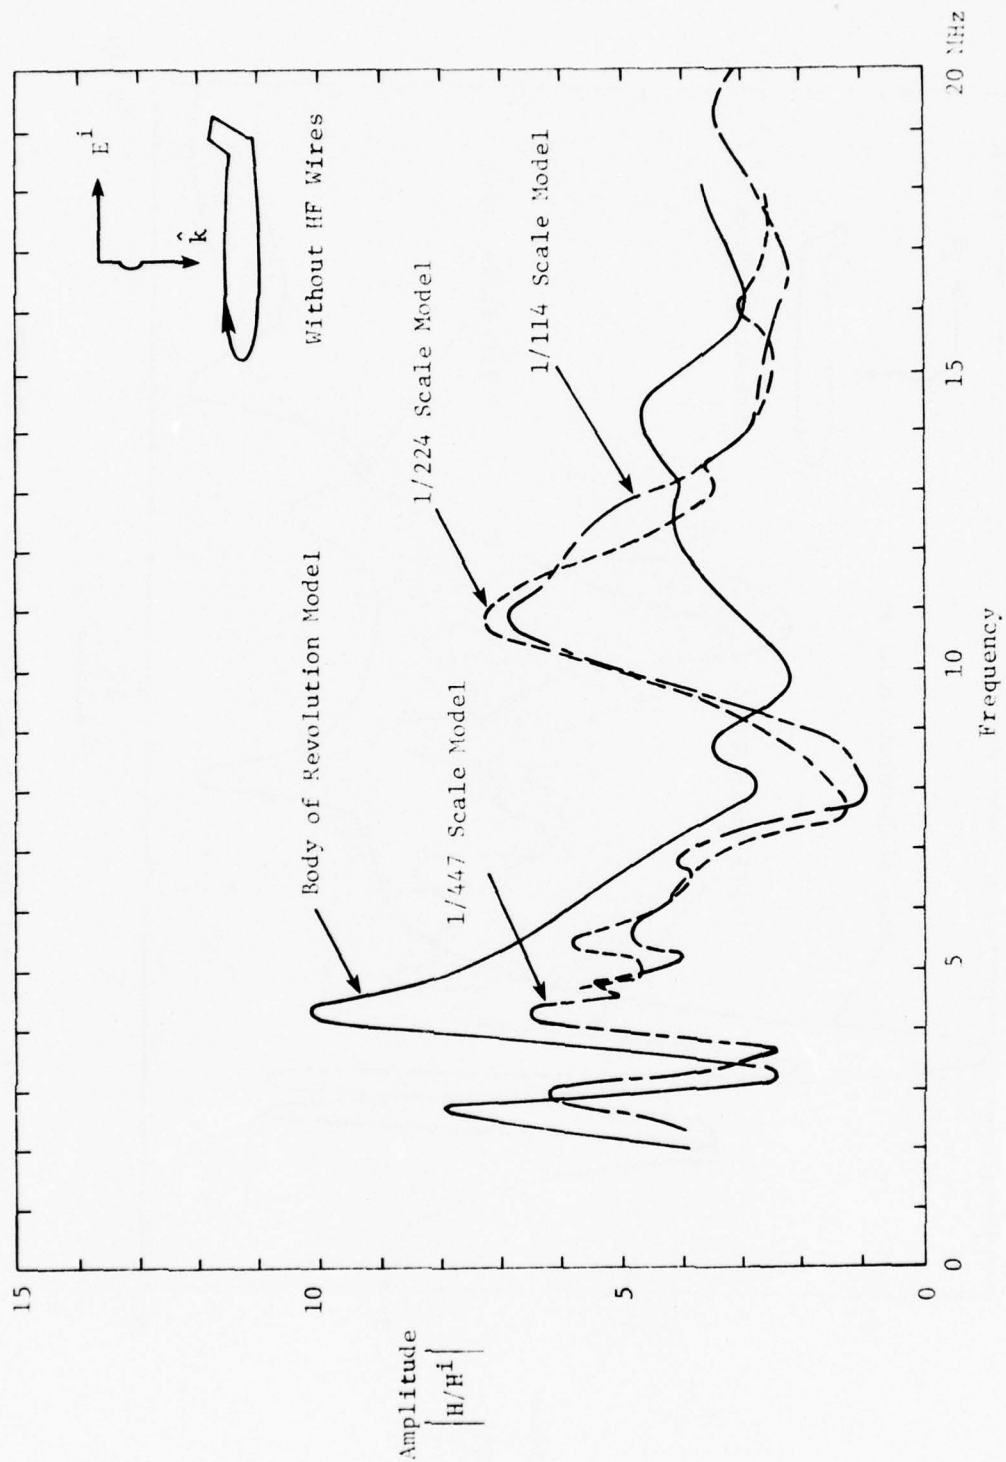 E^i
k̂
Without HF Wires
Body of Revolution Model
1/447 Scale Model
1/224 Scale Model
1/114 Scale Model
Amplitude
|H/H^i|
15
10
5
0
0
5
10
15
20 MHz
Frequency